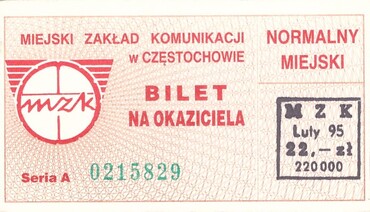 MIEJSKI ZAKŁAD KOMUNIKACJI
w CZĘSTOCHOWIE
NORMALNY
MIEJSKI
mzk
BILET
NA OKAZICIELA
M Z K
Luty 95
22,- zł
220000
Seria A 0215829